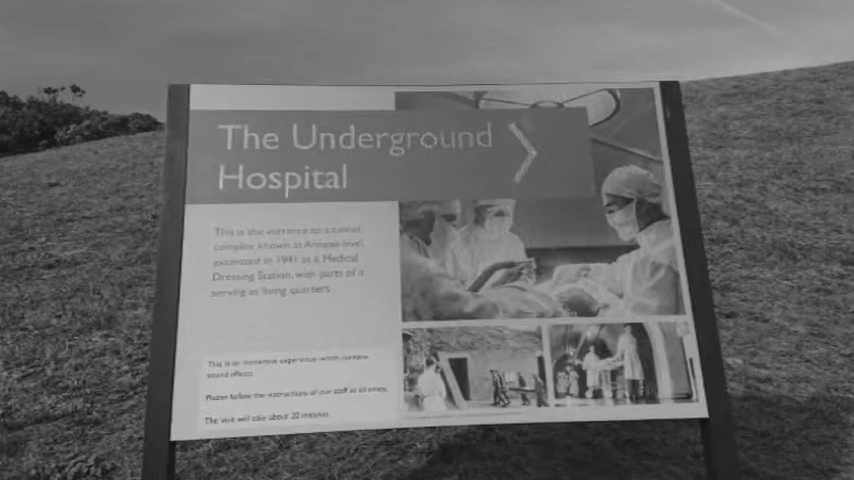 The Underground
Hospital
This is the entrance to a tunnel
complex known as Annexe level,
excavated in 1941 as a Medical
Dressing Station, with parts of it
serving as living quarters.
This is an immersive experience which contains
sound effects.
Please follow the instructions of our staff at all times.
The visit will take about 20 minutes.